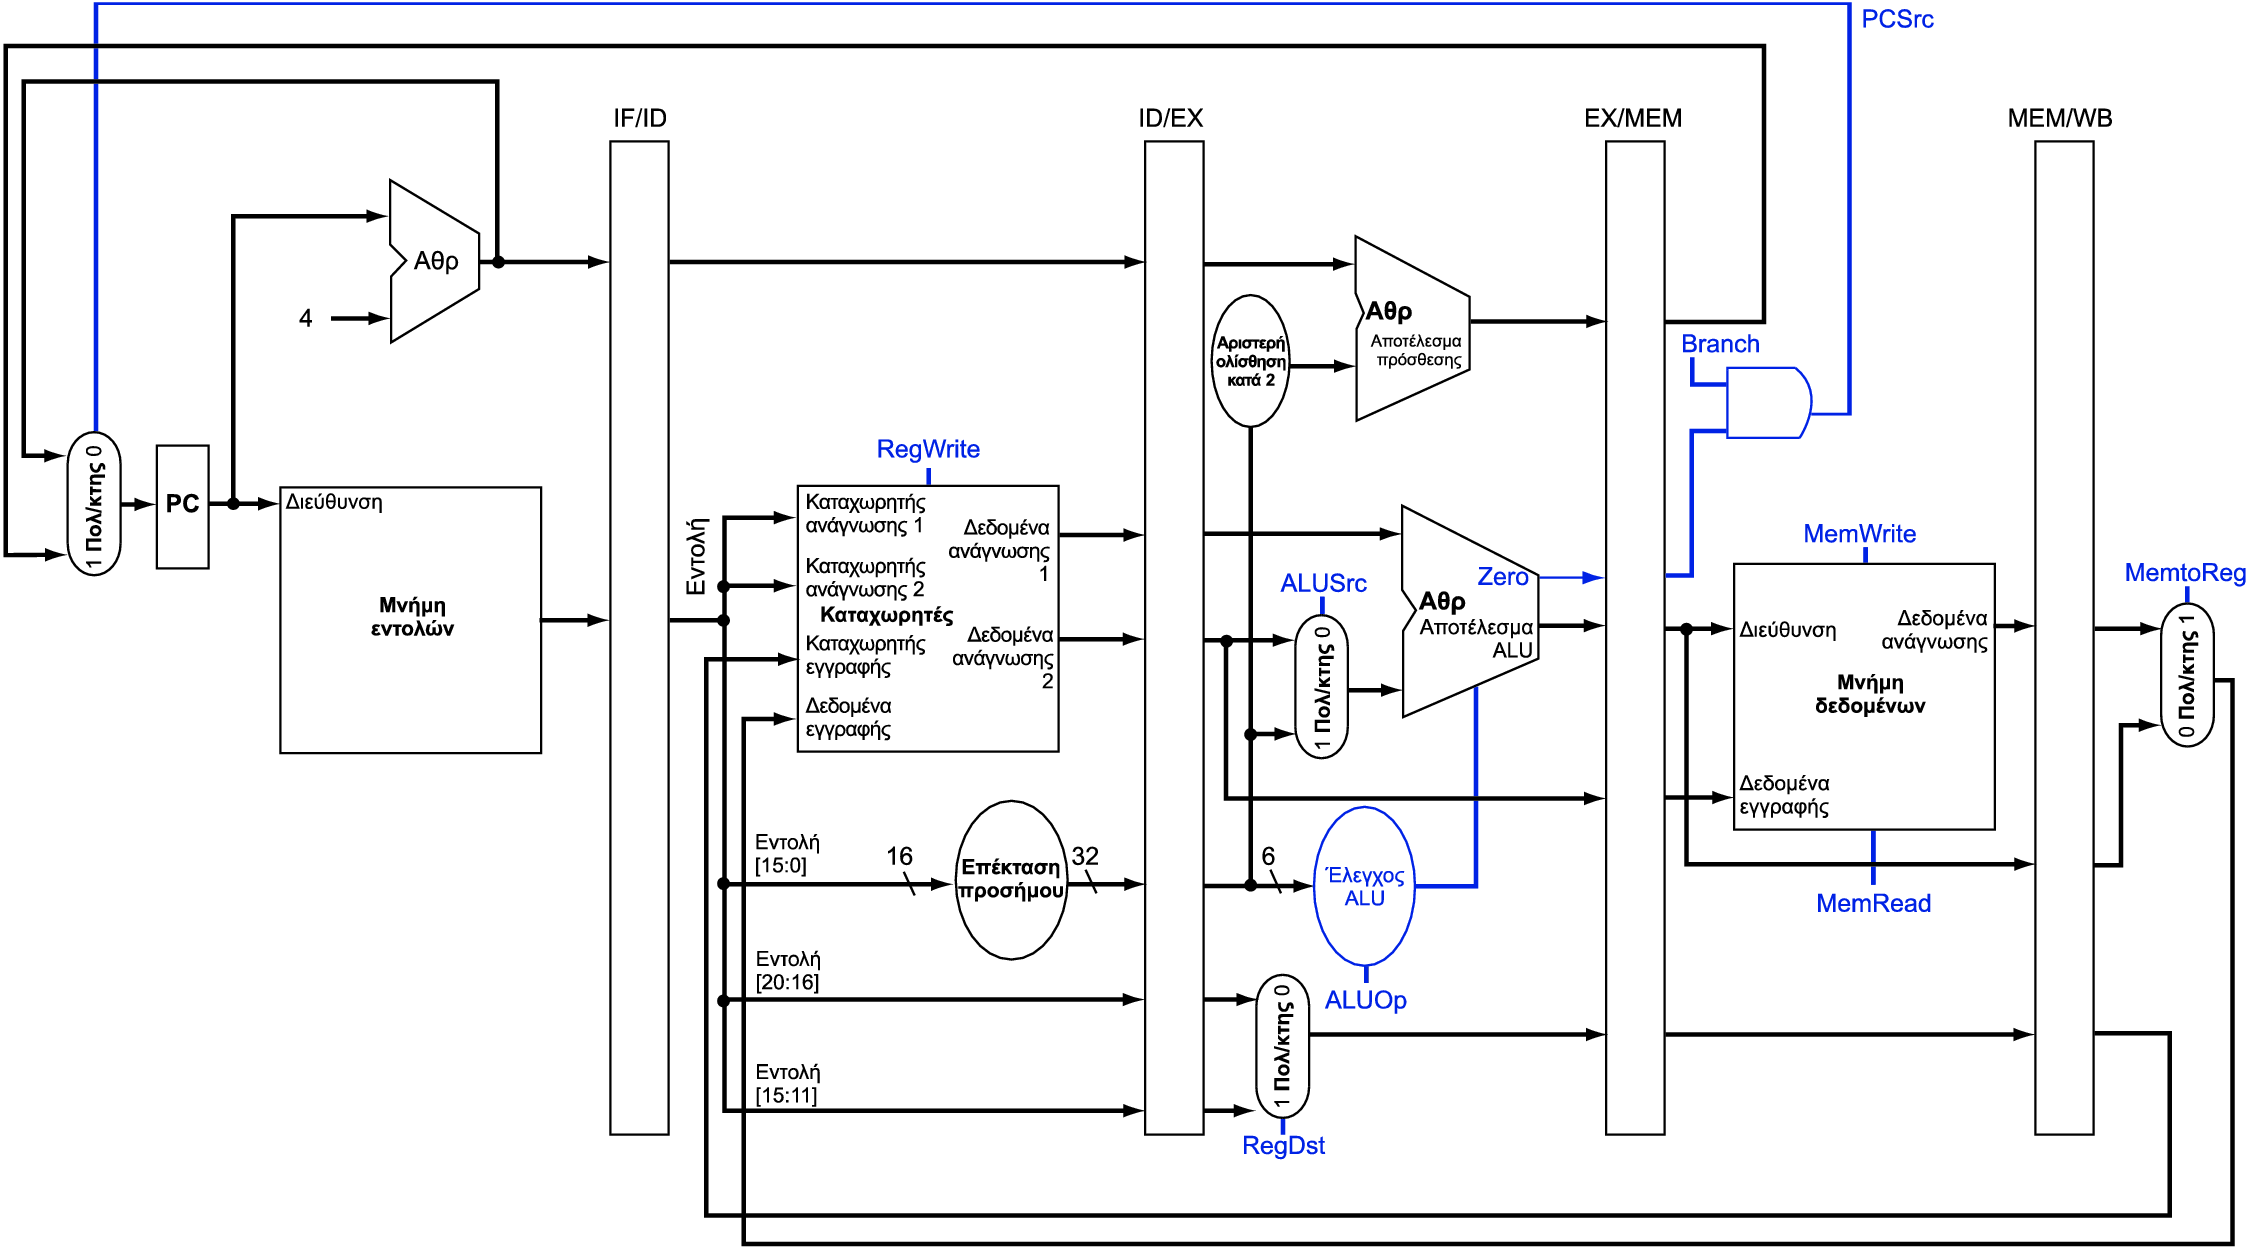 PCSrc
IF/ID
ID/EX
EX/MEM
MEM/WB
Αθρ
4
Αθρ
Αποτέλεσμα
πρόσθεσης
Αριστερή
ολίσθηση
κατά 2
Branch
1 Πολ/κτης 0
PC
Διεύθυνση
Μνήμη
εντολών
Εντολή
RegWrite
Καταχωρητής
ανάγνωσης 1
Καταχωρητής
ανάγνωσης 2
Καταχωρητές
Καταχωρητής
εγγραφής
Δεδομένα
εγγραφής
Δεδομένα
ανάγνωσης
1
Δεδομένα
ανάγνωσης
2
ALUSrc
1 Πολ/κτης 0
Zero
Αθρ
Αποτέλεσμα
ALU
MemWrite
Διεύθυνση
Δεδομένα
ανάγνωσης
Μνήμη
δεδομένων
Δεδομένα
εγγραφής
MemRead
MemtoReg
0 Πολ/κτης 1
Εντολή
[15:0]
16
Επέκταση
προσήμου
32
6
Έλεγχος
ALU
ALUOp
Εντολή
[20:16]
Εντολή
[15:11]
1 Πολ/κτης 0
RegDst